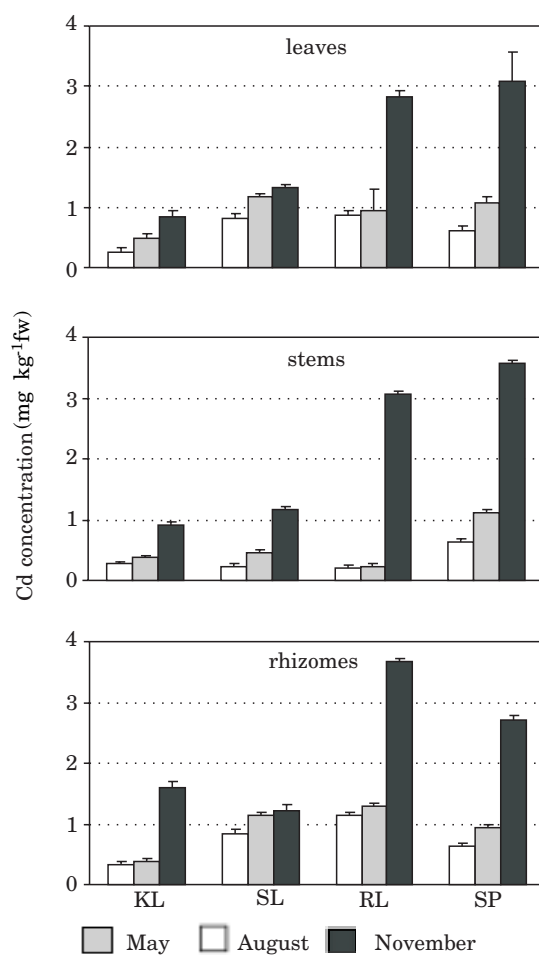 Cd concentration (mg kg-1fw)
leaves
4
3
2
1
0
stems
4
3
2
1
0
rhizomes
4
3
2
1
0
KL SL RL SP
May August November